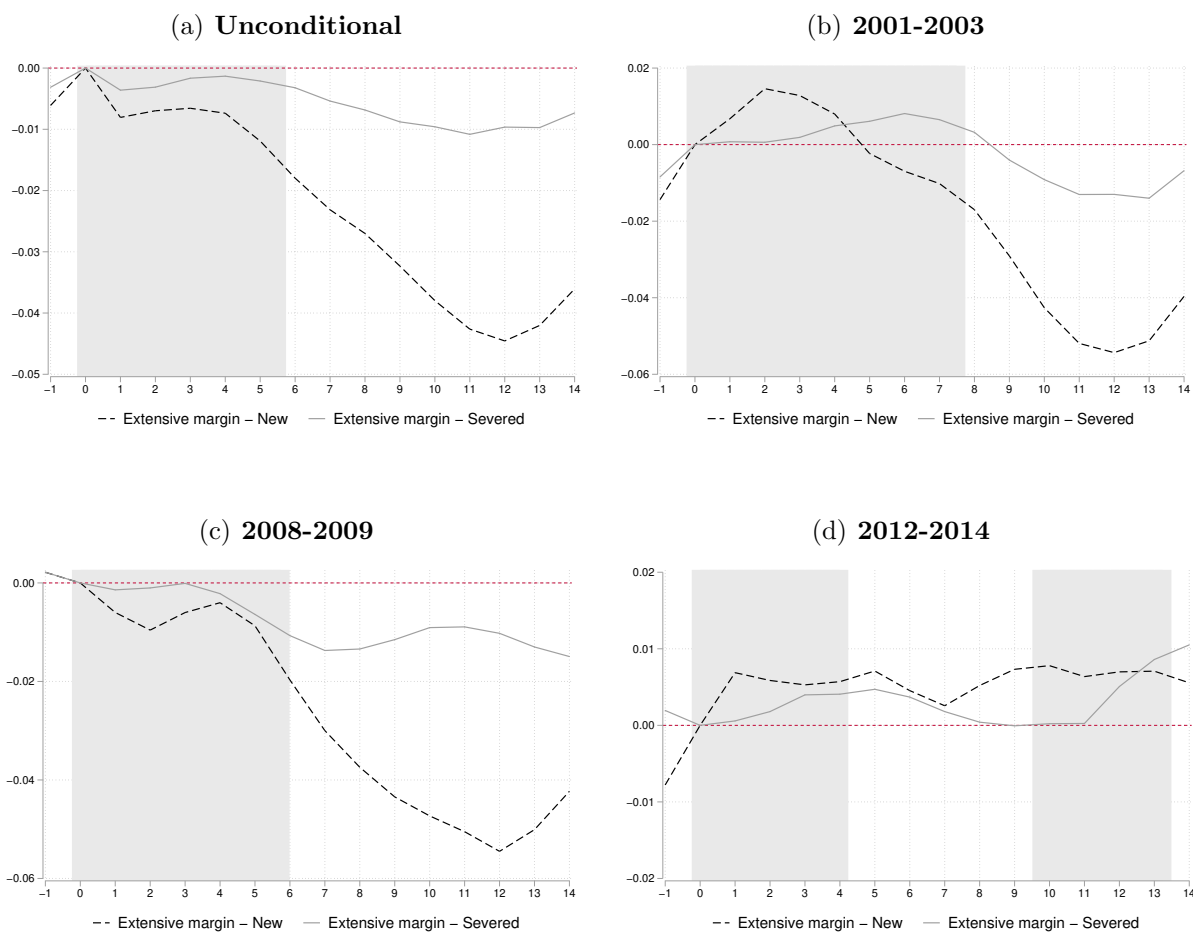 (a) Unconditional
(b) 2001-2003
0.00
−0.01
−0.02
−0.03
−0.04
−0.05
−1 0 1 2 3 4 5 6 7 8 9 10 11 12 13 14
Extensive margin − New Extensive margin − Severed
0.02
0.00
−0.02
−0.04
−0.06
−1 0 1 2 3 4 5 6 7 8 9 10 11 12 13 14
Extensive margin − New Extensive margin − Severed
(c) 2008-2009
(d) 2012-2014
0.00
−0.02
−0.04
−0.06
−1 0 1 2 3 4 5 6 7 8 9 10 11 12 13 14
Extensive margin − New Extensive margin − Severed
0.02
0.01
0.00
−0.01
−0.02
−1 0 1 2 3 4 5 6 7 8 9 10 11 12 13 14
Extensive margin − New Extensive margin − Severed